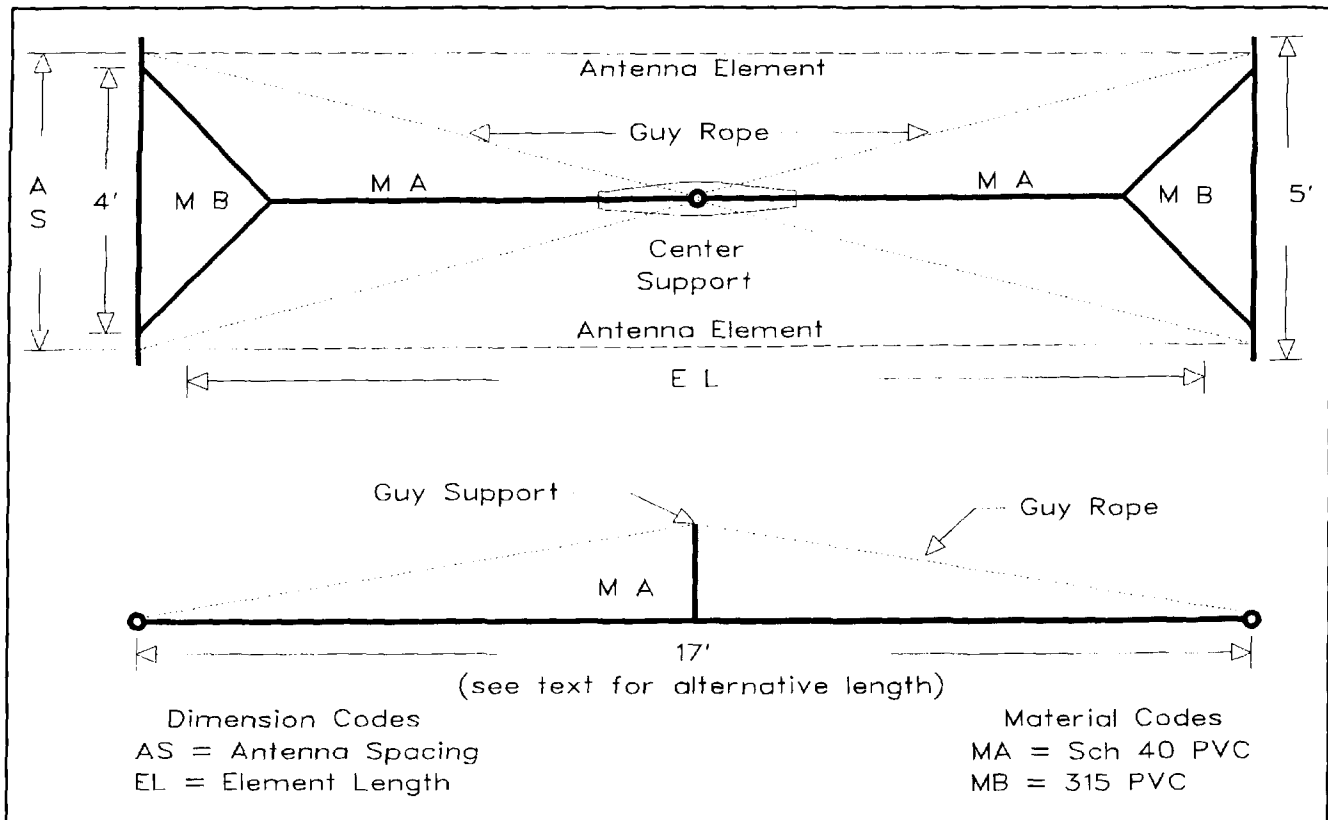 Antenna Element
Guy Rope
A S
4'
M B
M A
M A
M B
5'
Center
Support
Antenna Element
E L
Guy Support
Guy Rope
M A
17'
(see text for alternative length)
Dimension Codes
AS = Antenna Spacing
EL = Element Length
Material Codes
MA = Sch 40 PVC
MB = 315 PVC